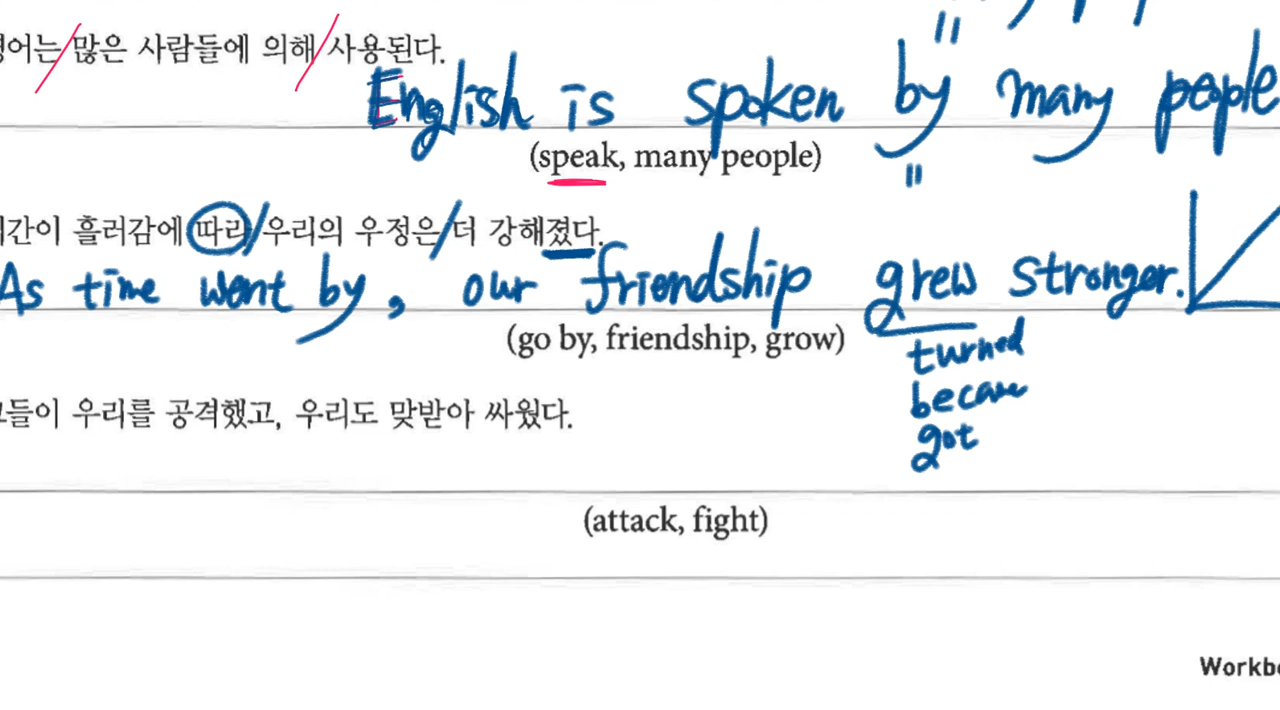 영어는 많은 사람들에 의해 사용된다.
English is spoken by many people
(speak, many people)
시간이 흘러감에 따라 우리의 우정은 더 강해졌다.
As time went by, our friendship grew stronger.
(go by, friendship, grow)
turned
became
got
그들이 우리를 공격했고, 우리도 맞받아 싸웠다.
(attack, fight)